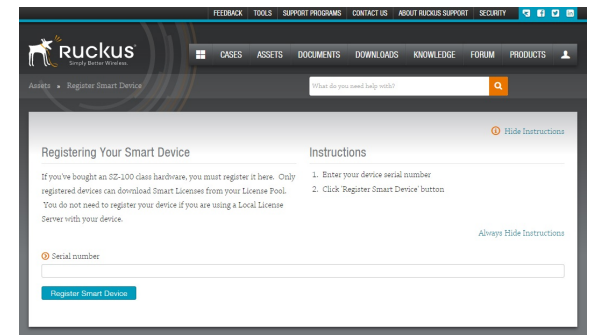 FEEDBACK TOOLS SUPPORT PROGRAMS CONTACT US ABOUT RUCKUS SUPPORT SECURITY
Ruckus
Simply Better Wireless.
CASES ASSETS DOCUMENTS DOWNLOADS KNOWLEDGE FORUM PRODUCTS
Assets Register Smart Device
What do you need help with?
Hide Instructions
Registering Your Smart Device
If you've bought an SZ-100 class hardware, you must register it here. Only
registered devices can download Smart Licenses from your License Pool.
You do not need to register your device if you are using a Local License
Server with your device.
Instructions
1. Enter your device serial number
2. Click 'Register Smart Device' button
Always Hide Instructions
Serial number
Register Smart Device